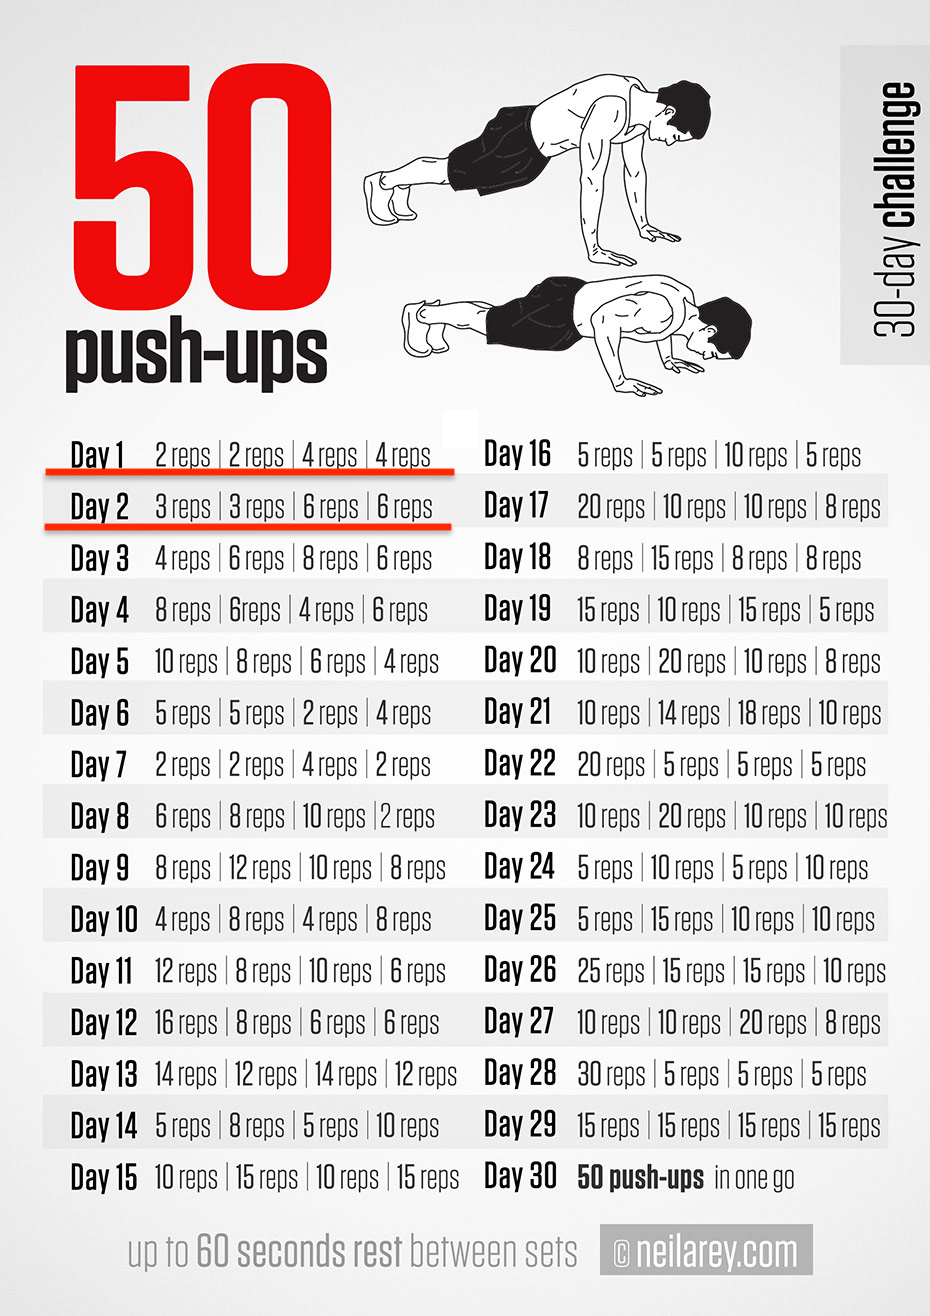 50
push-ups
30-day challenge
Day 1 2 reps | 2 reps | 4 reps | 4 reps
Day 2 3 reps | 3 reps | 6 reps | 6 reps
Day 3 4 reps | 6 reps | 8 reps | 6 reps
Day 4 8 reps | 6reps | 4 reps | 6 reps
Day 5 10 reps | 8 reps | 6 reps | 4 reps
Day 6 5 reps | 5 reps | 2 reps | 4 reps
Day 7 2 reps | 2 reps | 4 reps | 2 reps
Day 8 6 reps | 8 reps | 10 reps | 2 reps
Day 9 8 reps | 12 reps | 10 reps | 8 reps
Day 10 4 reps | 8 reps | 4 reps | 8 reps
Day 11 12 reps | 8 reps | 10 reps | 6 reps
Day 12 16 reps | 8 reps | 6 reps | 6 reps
Day 13 14 reps | 12 reps | 14 reps | 12 reps
Day 14 5 reps | 8 reps | 5 reps | 10 reps
Day 15 10 reps | 15 reps | 10 reps | 15 reps
Day 16 5 reps | 5 reps | 10 reps | 5 reps
Day 17 20 reps | 10 reps | 10 reps | 8 reps
Day 18 8 reps | 15 reps | 8 reps | 8 reps
Day 19 15 reps | 10 reps | 15 reps | 5 reps
Day 20 10 reps | 20 reps | 10 reps | 8 reps
Day 21 10 reps | 14 reps | 18 reps | 10 reps
Day 22 20 reps | 5 reps | 5 reps | 5 reps
Day 23 10 reps | 20 reps | 10 reps | 10 reps
Day 24 5 reps | 10 reps | 5 reps | 10 reps
Day 25 5 reps | 15 reps | 10 reps | 10 reps
Day 26 25 reps | 15 reps | 15 reps | 10 reps
Day 27 10 reps | 10 reps | 20 reps | 8 reps
Day 28 30 reps | 5 reps | 5 reps | 5 reps
Day 29 15 reps | 15 reps | 15 reps | 15 reps
Day 30 50 push-ups in one go
up to 60 seconds rest between sets
© neilarey.com